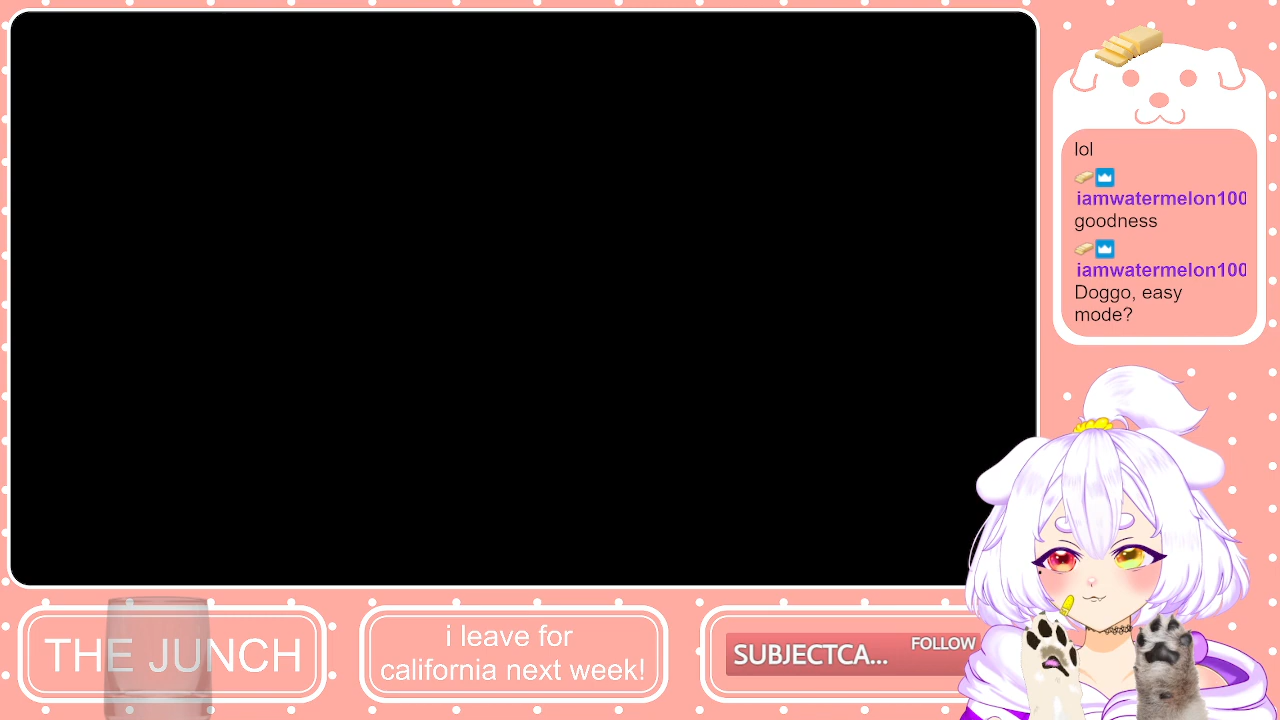 lol
iamwatermelon100
goodness
iamwatermelon100
Doggo, easy
mode?
THE JUNCH
i leave for
california next week!
SUBJECTCA...
FOLLOW